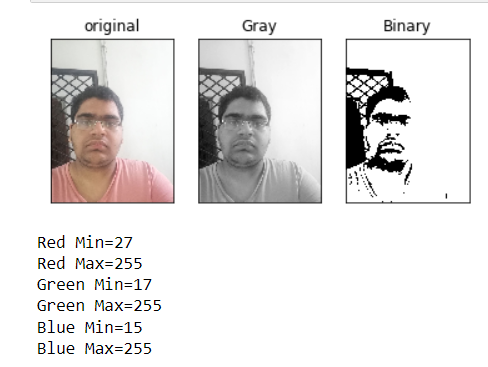 original Gray Binary
Red Min=27
Red Max=255
Green Min=17
Green Max=255
Blue Min=15
Blue Max=255